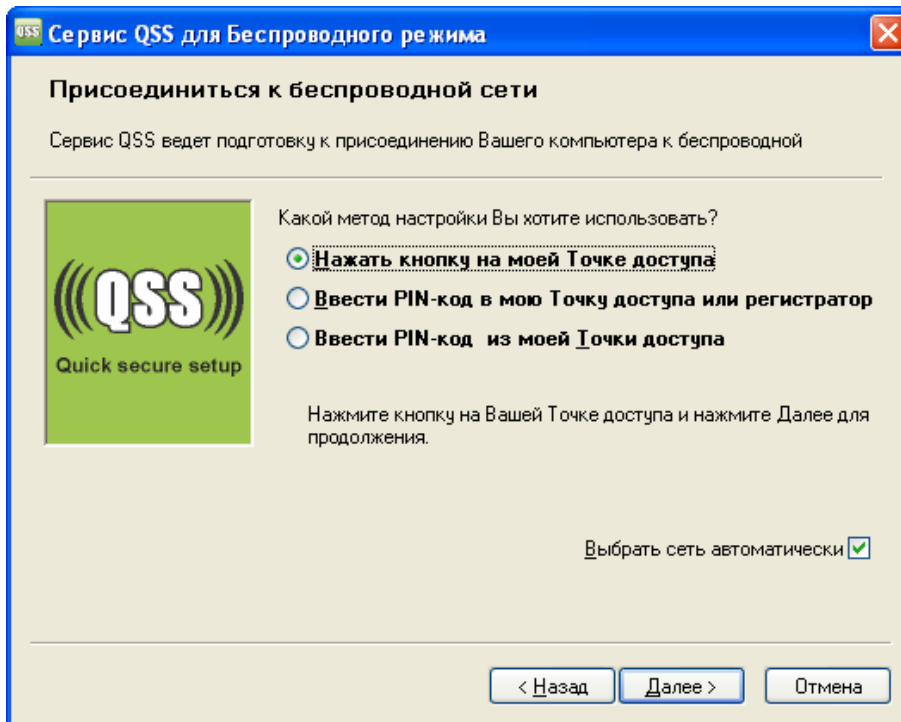 QSS Сервис QSS для Беспроводного режима
Присоединиться к беспроводной сети
Сервис QSS ведет подготовку к присоединению Вашего компьютера к беспроводной
Какой метод настройки Вы хотите использовать?
Нажать кнопку на моей Точке доступа
Ввести PIN-код в мою Точку доступа или регистратор
Ввести PIN-код из моей Точки доступа
QSS
Quick secure setup
Нажмите кнопку на Вашей Точке доступа и нажмите Далее для
продолжения.
Выбрать сеть автоматически
< Назад
Далее >
Отмена